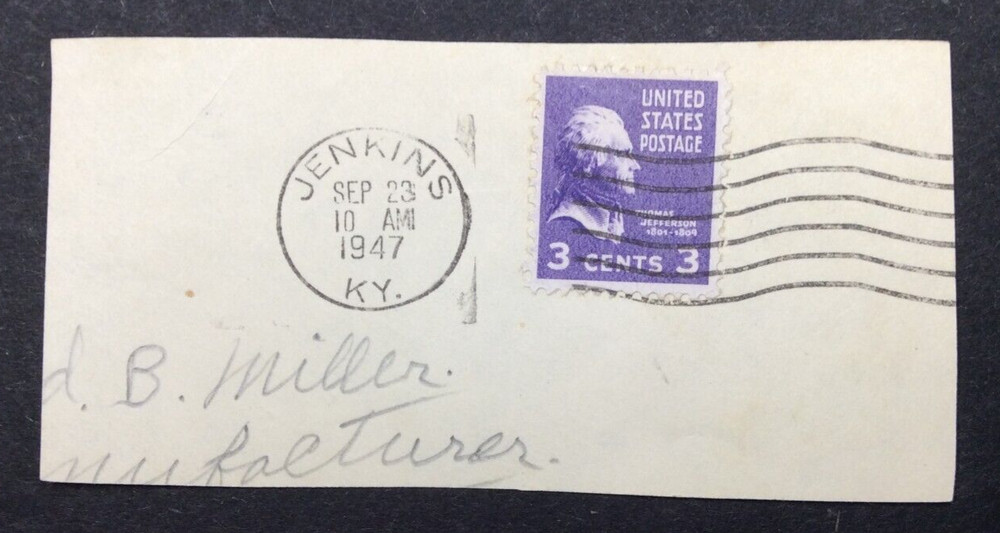 JENKINS
SEP 23
10 AM
1947
KY.
UNITED
STATES
POSTAGE
THOMAS
JEFFERSON
1801-1809
3 CENTS 3
d. B. Miller.
nufacturer.